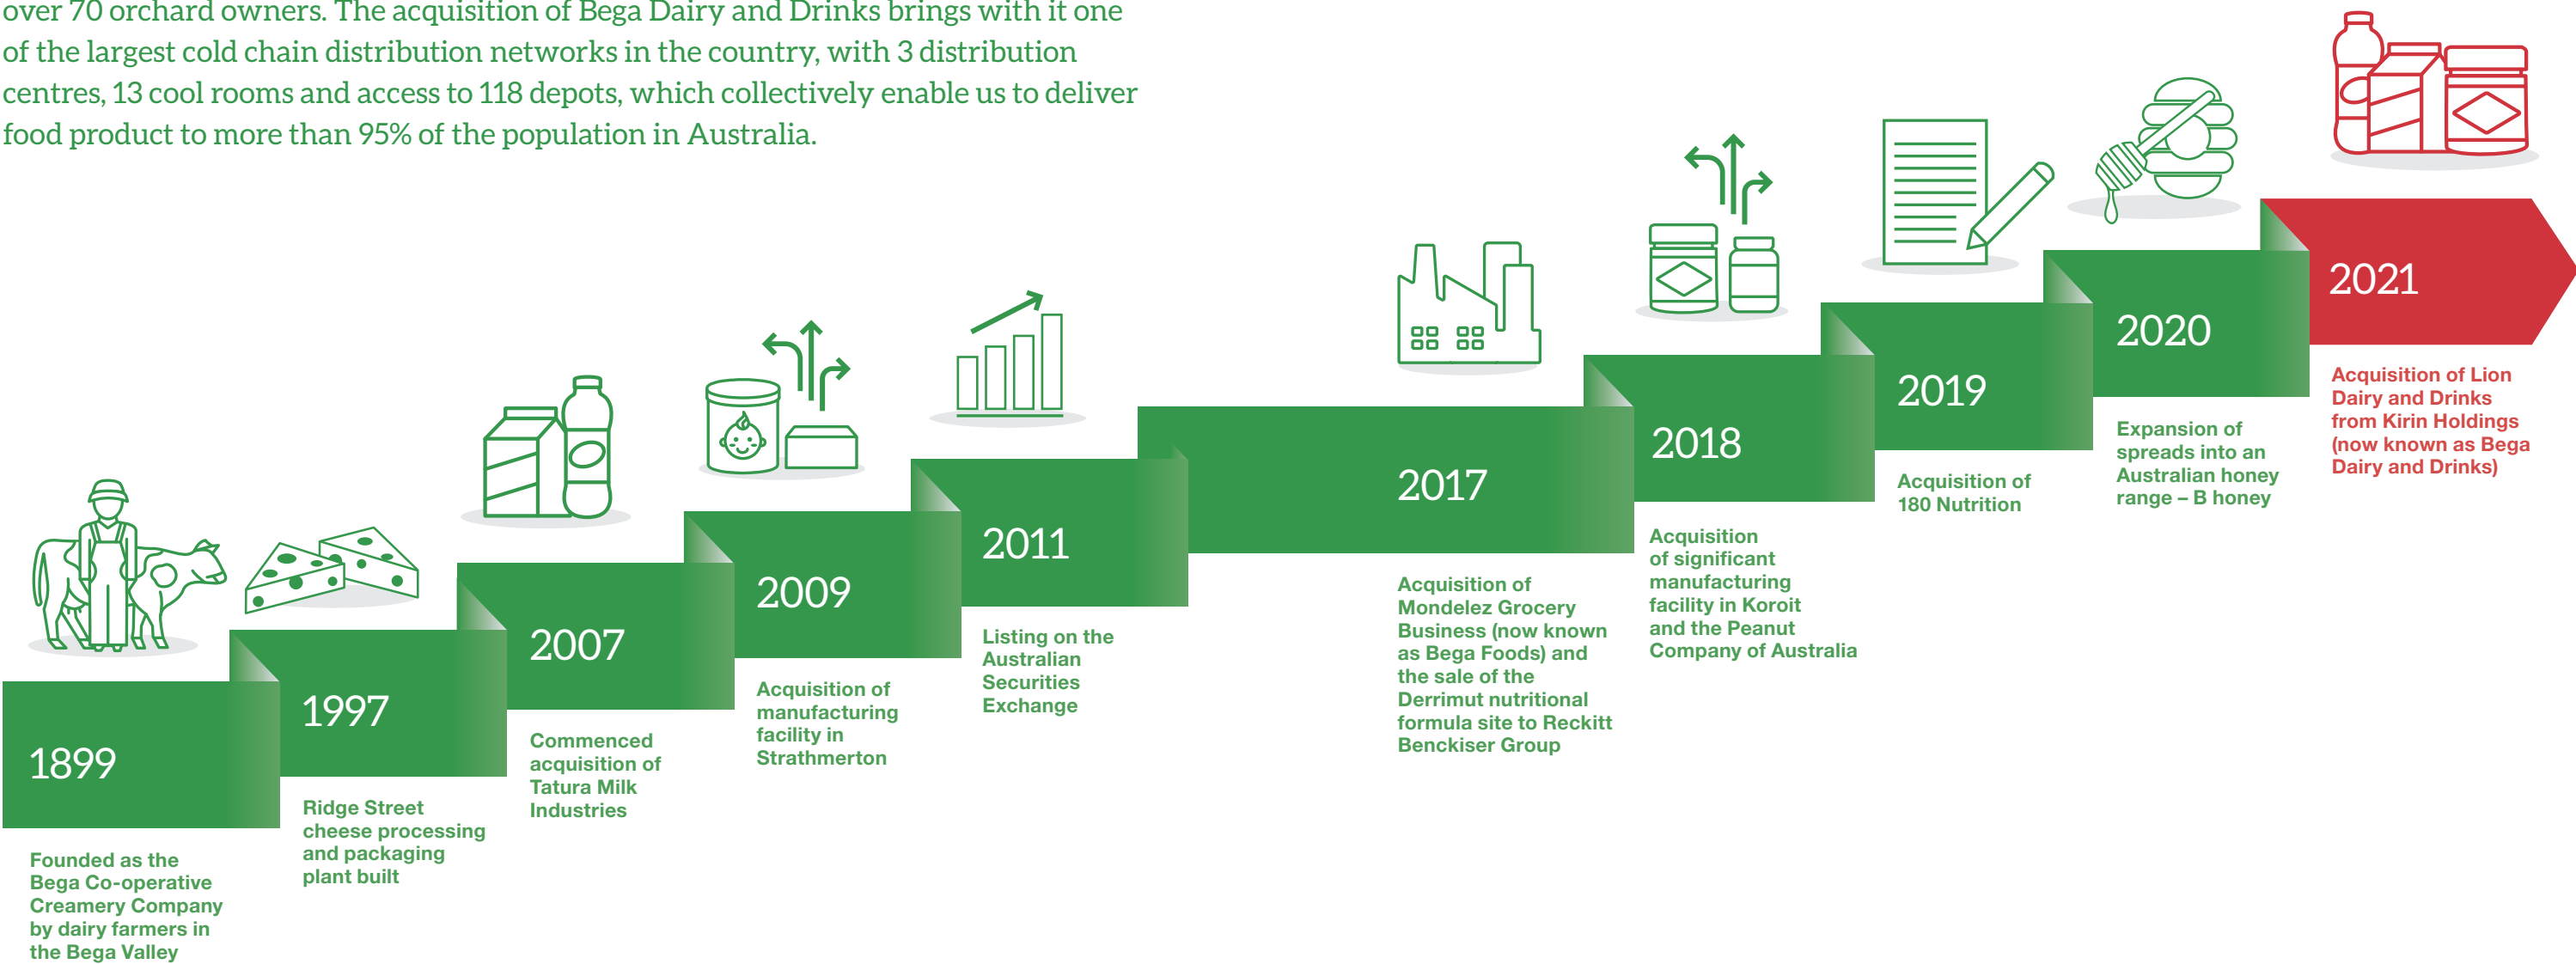 over 70 orchard owners. The acquisition of Bega Dairy and Drinks brings with it one
of the largest cold chain distribution networks in the country, with 3 distribution
centres, 13 cool rooms and access to 118 depots, which collectively enable us to deliver
food product to more than 95% of the population in Australia.
1899
Founded as the
Bega Co-operative
Creamery Company
by dairy farmers in
the Bega Valley
1997
Ridge Street
cheese processing
and packaging
plant built
2007
Commenced
acquisition of
Tatura Milk
Industries
2009
Acquisition of
manufacturing
facility in
Strathmerton
2011
Listing on the
Australian
Securities
Exchange
2017
Acquisition of
Mondelez Grocery
Business (now known
as Bega Foods) and
the sale of the
Derrimut nutritional
formula site to Reckitt
Benckiser Group
2018
Acquisition
of significant
manufacturing
facility in Koroit
and the Peanut
Company of Australia
2019
Acquisition of
180 Nutrition
2020
Expansion of
spreads into an
Australian honey
range – B honey
2021
Acquisition of Lion
Dairy and Drinks
from Kirin Holdings
(now known as Bega
Dairy and Drinks)